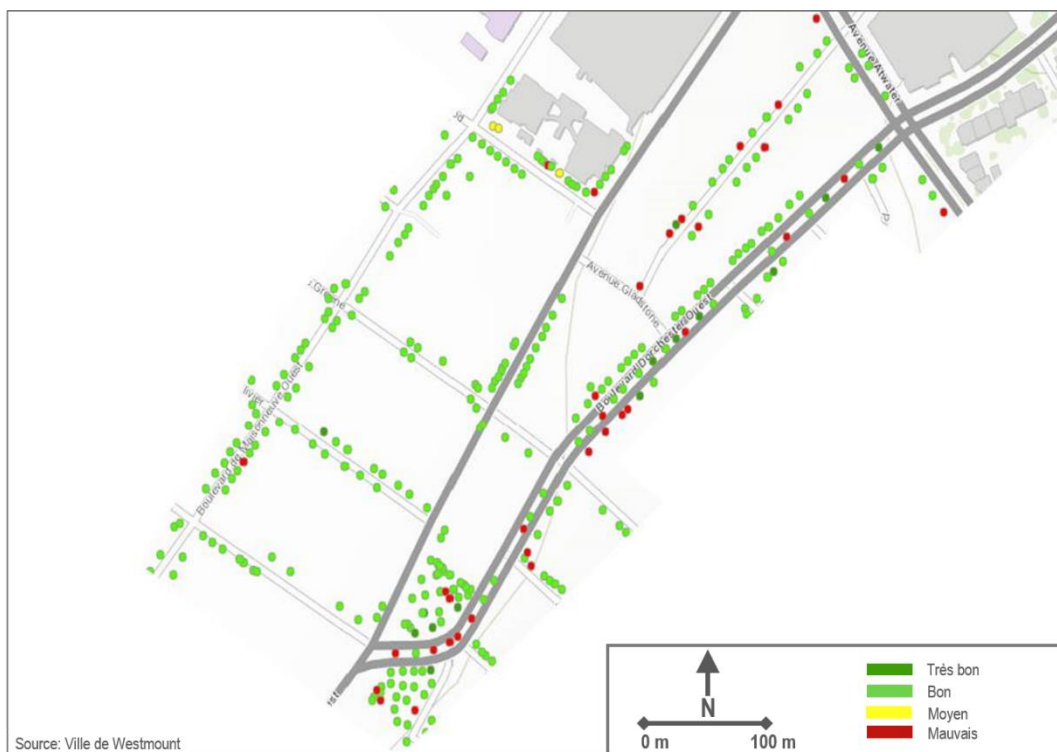 Avenue Atwater
Avenue Gladstone
Boulevard Dorchester Ouest
Boulevard de Maisonneuve Ouest
Très bon
Bon
Moyen
Mauvais
N
0 m
100 m
Source: Ville de Westmount